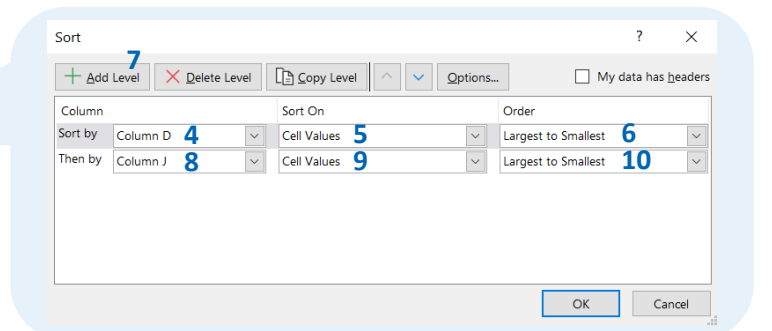 Sort ? ×
7
Add Level Delete Level Copy Level Options... My data has headers
Column Sort On Order
Sort by Column D 4 Cell Values 5 Largest to Smallest 6
Then by Column J 8 Cell Values 9 Largest to Smallest 10
OK Cancel